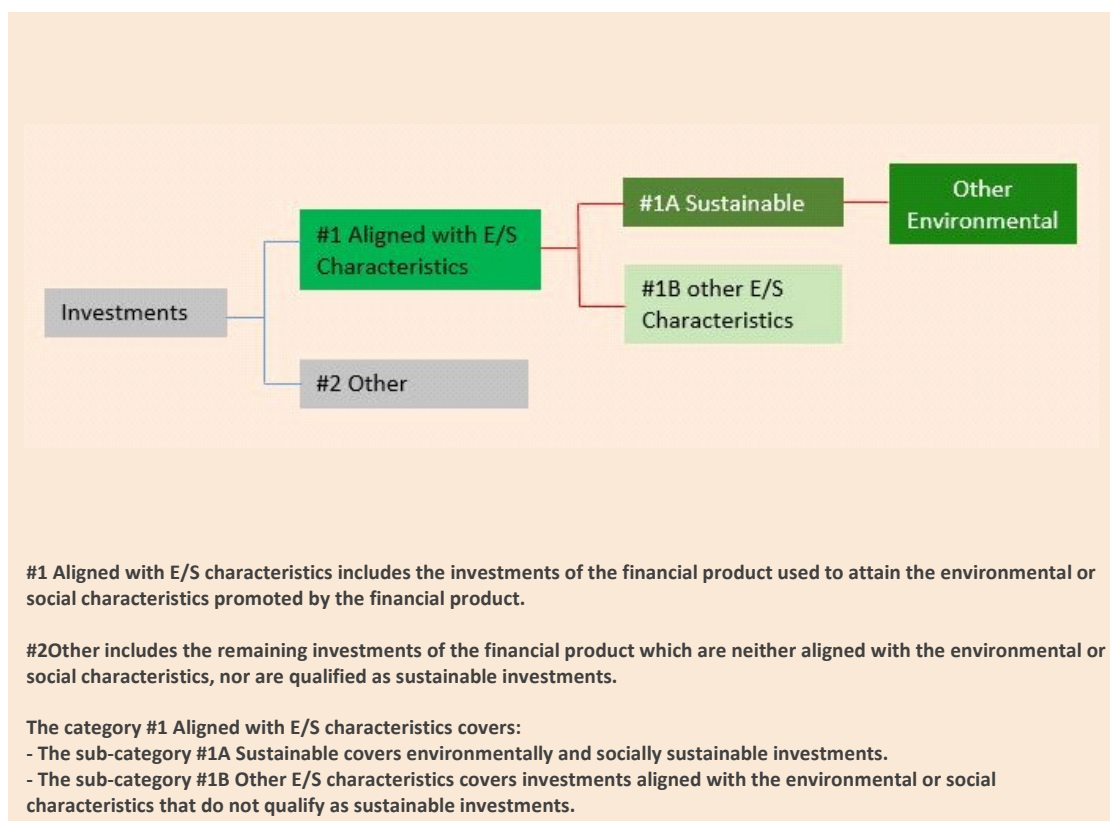 Other
Environmental
#1A Sustainable
#1 Aligned with E/S
Characteristics
#1B other E/S
Characteristics
Investments
#2 Other
#1 Aligned with E/S characteristics includes the investments of the financial product used to attain the environmental or
social characteristics promoted by the financial product.
#2Other includes the remaining investments of the financial product which are neither aligned with the environmental or
social characteristics, nor are qualified as sustainable investments.
The category #1 Aligned with E/S characteristics covers:
- The sub-category #1A Sustainable covers environmentally and socially sustainable investments.
- The sub-category #1B Other E/S characteristics covers investments aligned with the environmental or social
characteristics that do not qualify as sustainable investments.